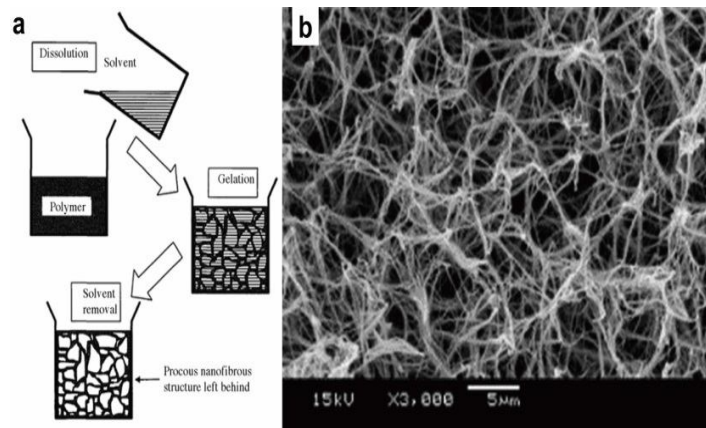 a
Dissolution
Solvent
Polymer
Gelation
Solvent
removal
Procous nanofibrous
structure left behind
b
15kV X3,000 5μm